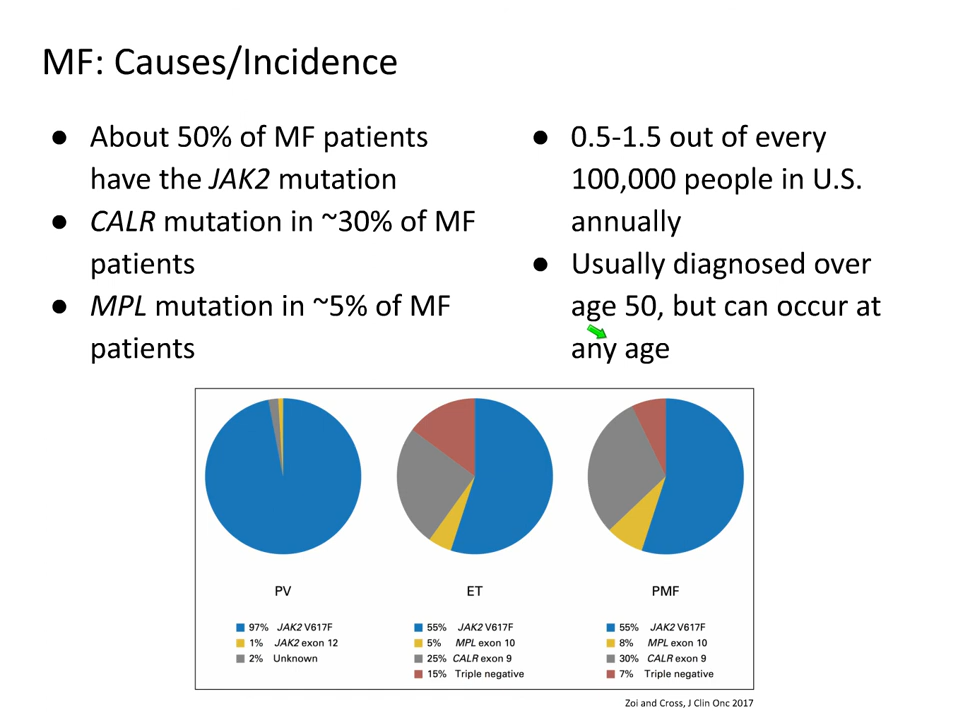 MF: Causes/Incidence
● About 50% of MF patients
have the JAK2 mutation
● CALR mutation in ~30% of MF
patients
● MPL mutation in ~5% of MF
patients
● 0.5-1.5 out of every
100,000 people in U.S.
annually
● Usually diagnosed over
age 50, but can occur at
any age
PV
97% JAK2 V617F
1% JAK2 exon 12
2% Unknown
ET
55% JAK2 V617F
5% MPL exon 10
25% CALR exon 9
15% Triple negative
PMF
55% JAK2 V617F
8% MPL exon 10
30% CALR exon 9
7% Triple negative
Zoi and Cross, J Clin Onc 2017